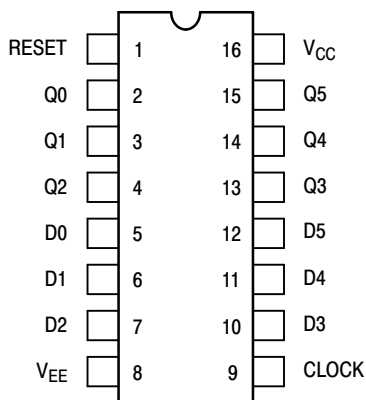 RESET 1 16 VCC
Q0 2 15 Q5
Q1 3 14 Q4
Q2 4 13 Q3
D0 5 12 D5
D1 6 11 D4
D2 7 10 D3
VEE 8 9 CLOCK